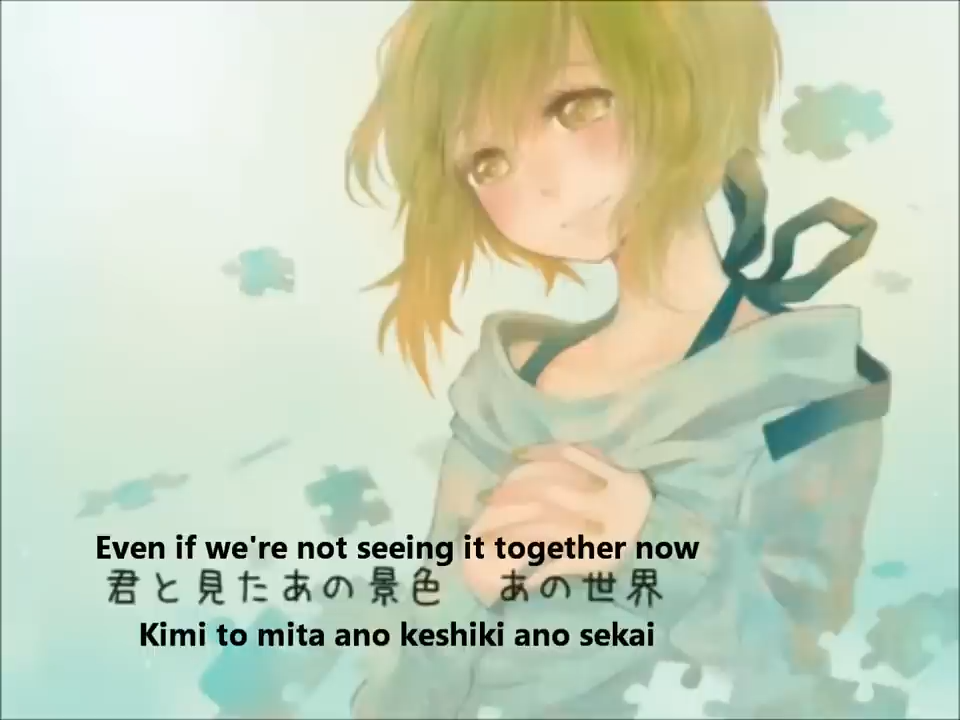 Even if we're not seeing it together now
君と見たあの景色　あの世界
Kimi to mita ano keshiki ano sekai